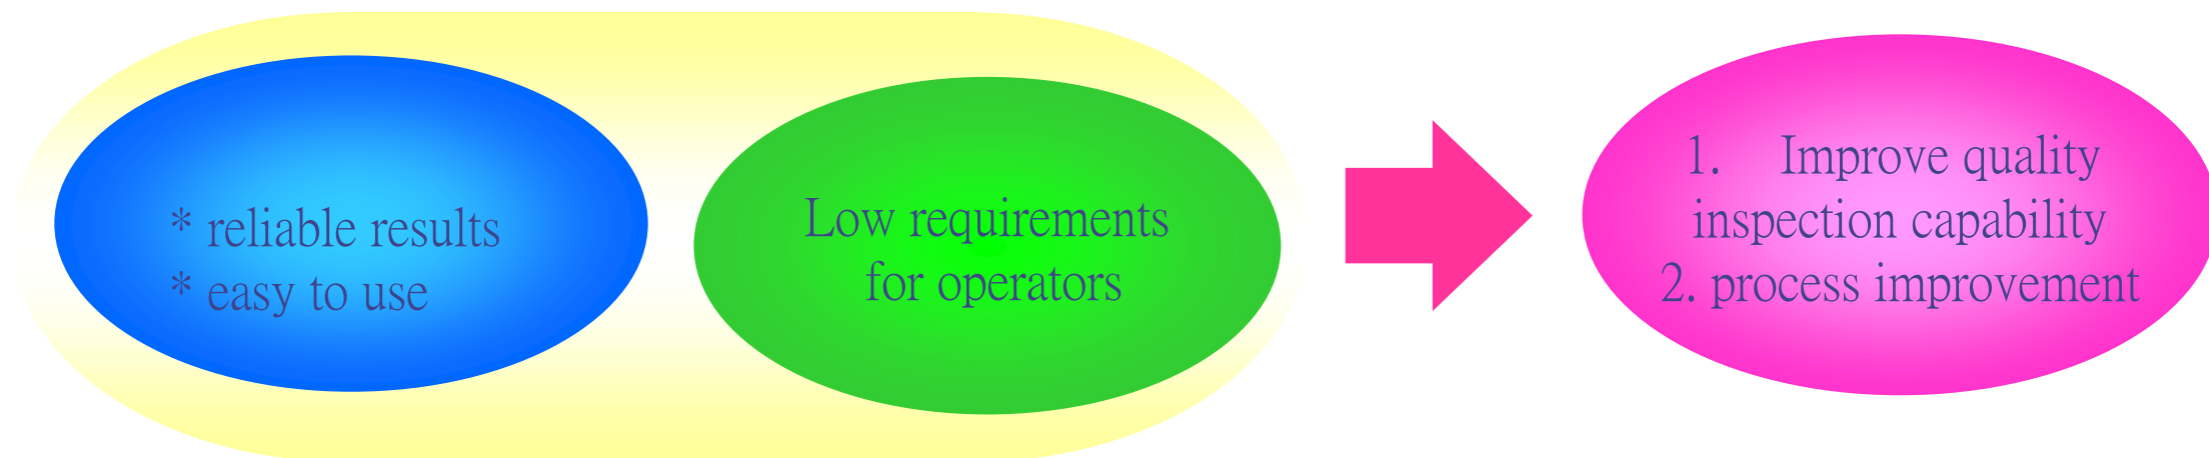 * reliable results
* easy to use
Low requirements
for operators
1. Improve quality
inspection capability
2. process improvement